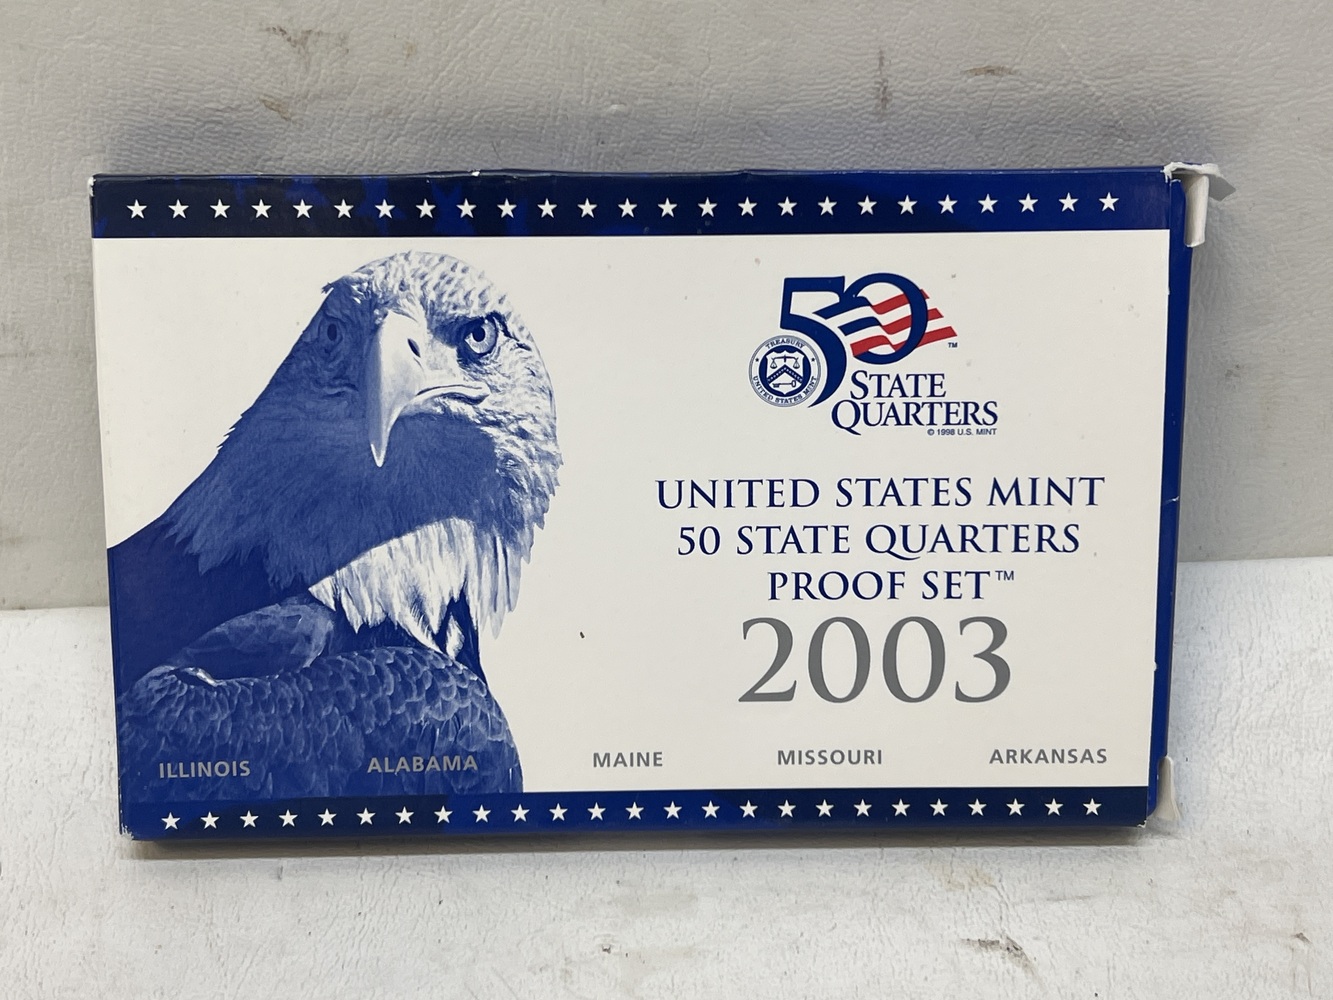 50
TREASURY
UNITED STATES MINT
STATE
QUARTERS
™
© 1998 U.S. MINT
UNITED STATES MINT
50 STATE QUARTERS
PROOF SET™
2003
ILLINOIS ALABAMA MAINE MISSOURI ARKANSAS